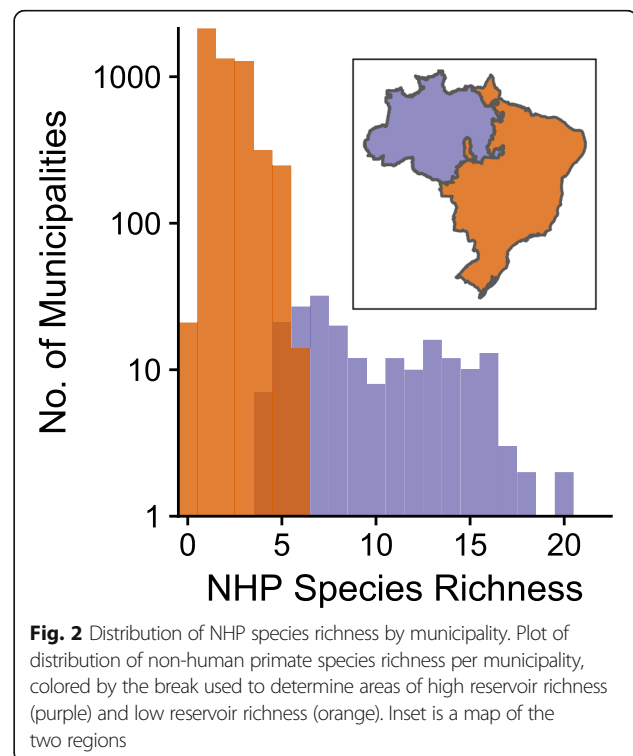 1000
100
10
1
No. of Municipalities
0 5 10 15 20
NHP Species Richness
Fig. 2 Distribution of NHP species richness by municipality. Plot of
distribution of non-human primate species richness per municipality,
colored by the break used to determine areas of high reservoir richness
(purple) and low reservoir richness (orange). Inset is a map of the
two regions